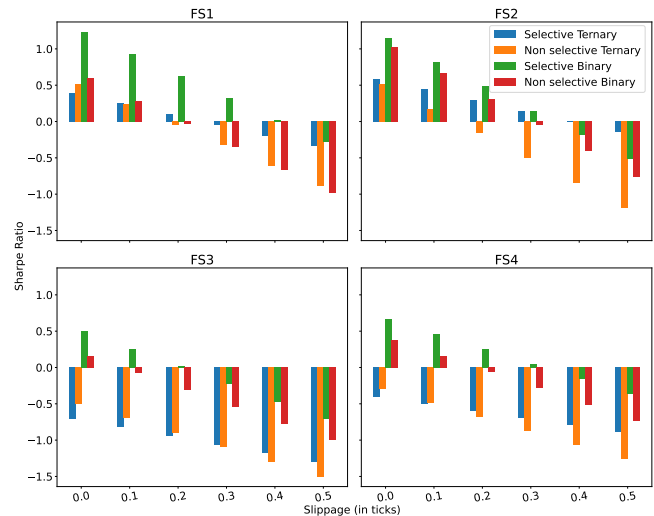 FS1
FS2
Selective Ternary
Non selective Ternary
Selective Binary
Non selective Binary
1.0
0.5
0.0
−0.5
−1.0
−1.5
Sharpe Ratio
FS3
FS4
1.0
0.5
0.0
−0.5
−1.0
−1.5
0.0 0.1 0.2 0.3 0.4 0.5
0.0 0.1 0.2 0.3 0.4 0.5
Slippage (in ticks)